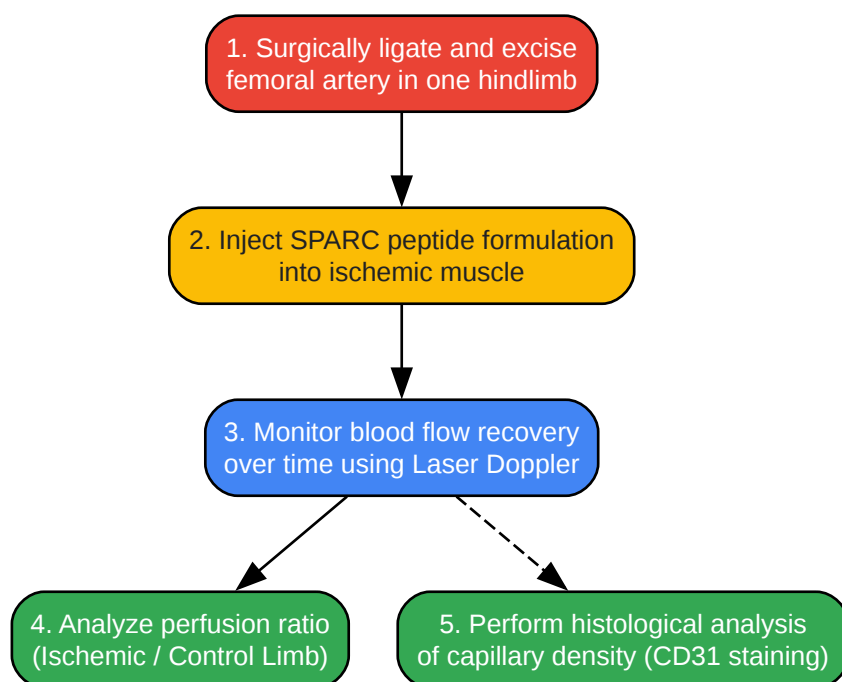 1. Surgically ligate and excise
femoral artery in one hindlimb
2. Inject SPARC peptide formulation
into ischemic muscle
3. Monitor blood flow recovery
over time using Laser Doppler
4. Analyze perfusion ratio
(Ischemic / Control Limb)
5. Perform histological analysis
of capillary density (CD31 staining)